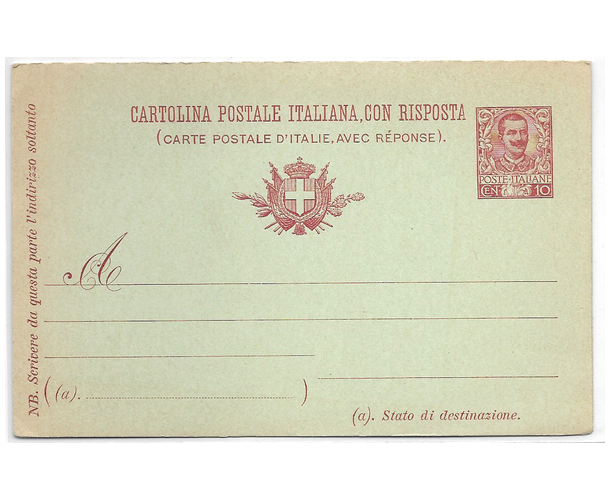 CARTOLINA POSTALE ITALIANA, CON RISPOSTA
(CARTE POSTALE D'ITALIE, AVEC RÉPONSE).
POSTE·ITALIANE
CEN 10
A
(a).
)
(a). Stato di destinazione.
NB. Scrivere da questa parte l'indirizzo soltanto